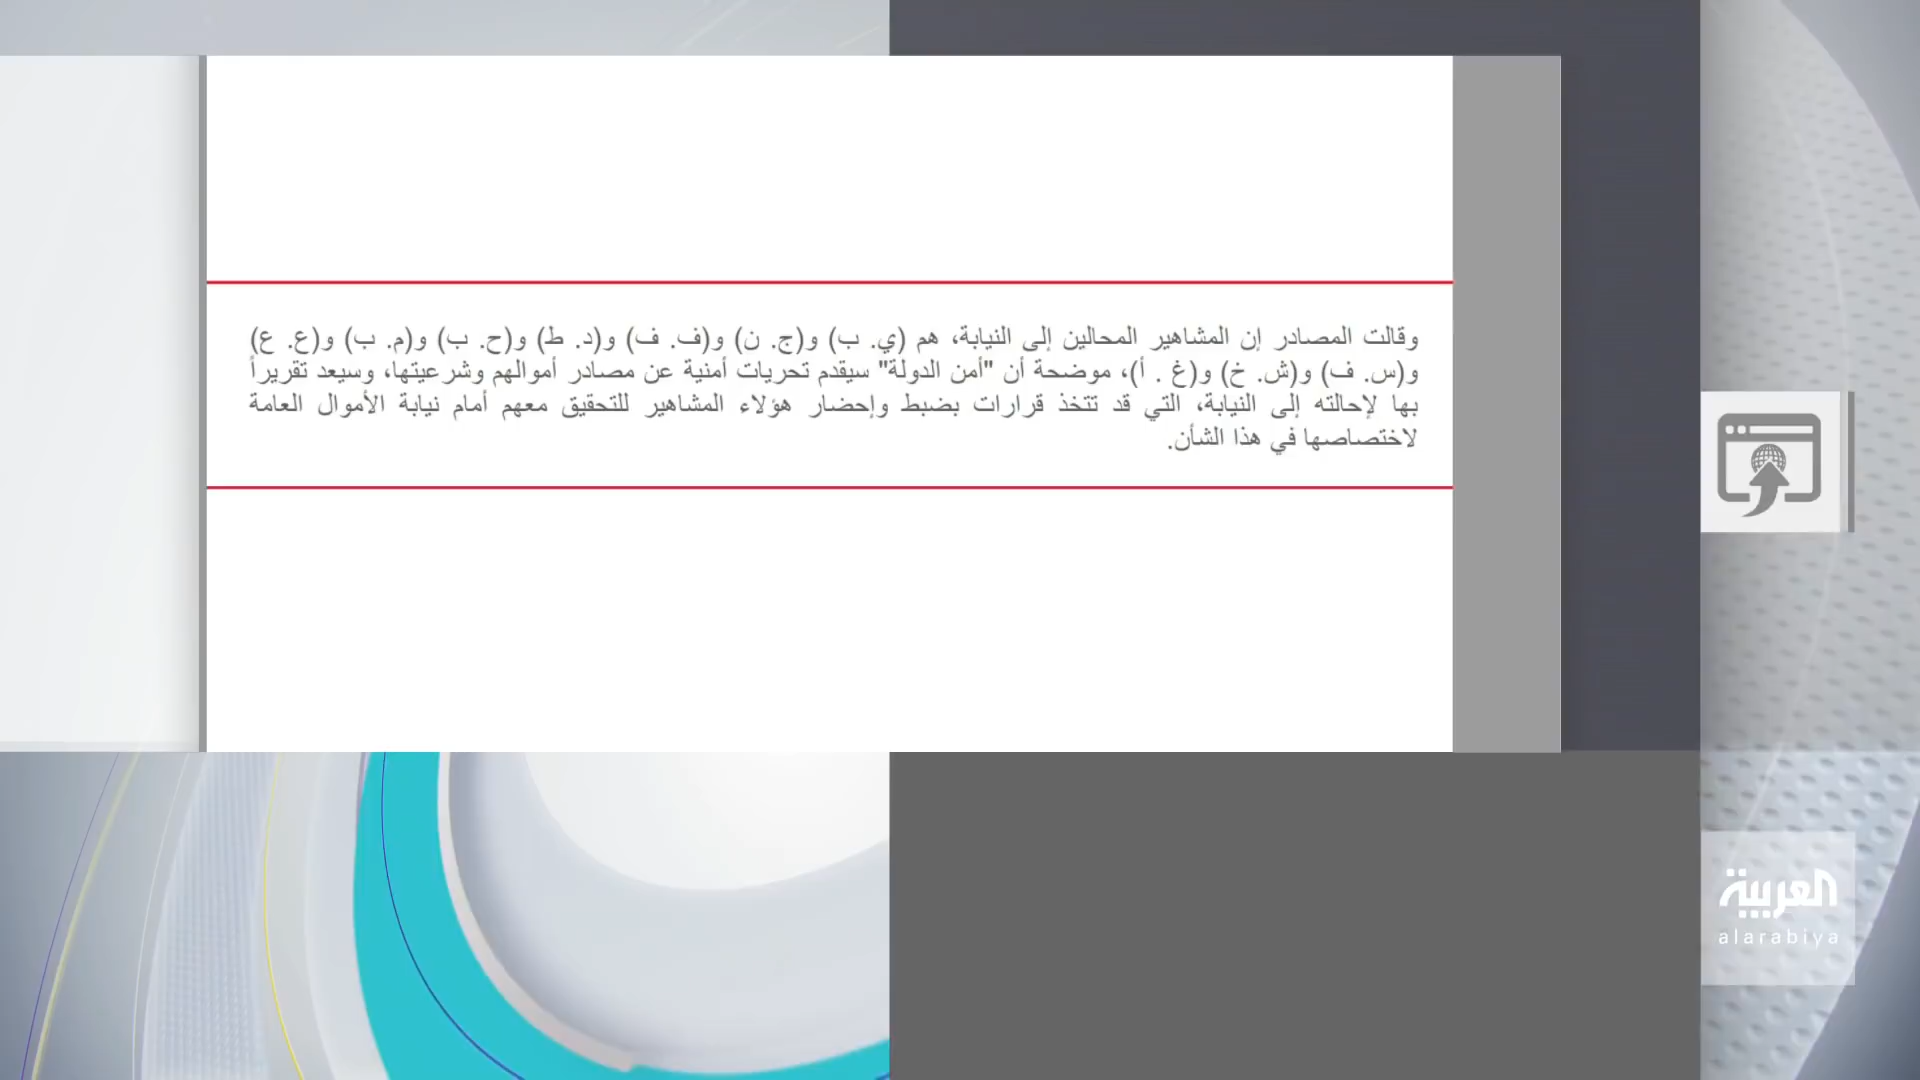 وقالت المصادر إن المشاهير المحالين إلى النيابة، هم (ي. ب) و(ج. ن) و(ف. ف) و(د. ط) و(ح. ب) و(م. ب) و(ع. ع)
و(س. ف) و(ش. خ) و(غ . أ)، موضحة أن "أمن الدولة" سيقدم تحريات أمنية عن مصادر أموالهم وشرعيتها، وسيعد تقريراً
بها لإحالته إلى النيابة، التي قد تتخذ قرارات بضبط وإحضار هؤلاء المشاهير للتحقيق معهم أمام نيابة الأموال العامة
لاختصاصها في هذا الشأن.
العربية
alarabiya